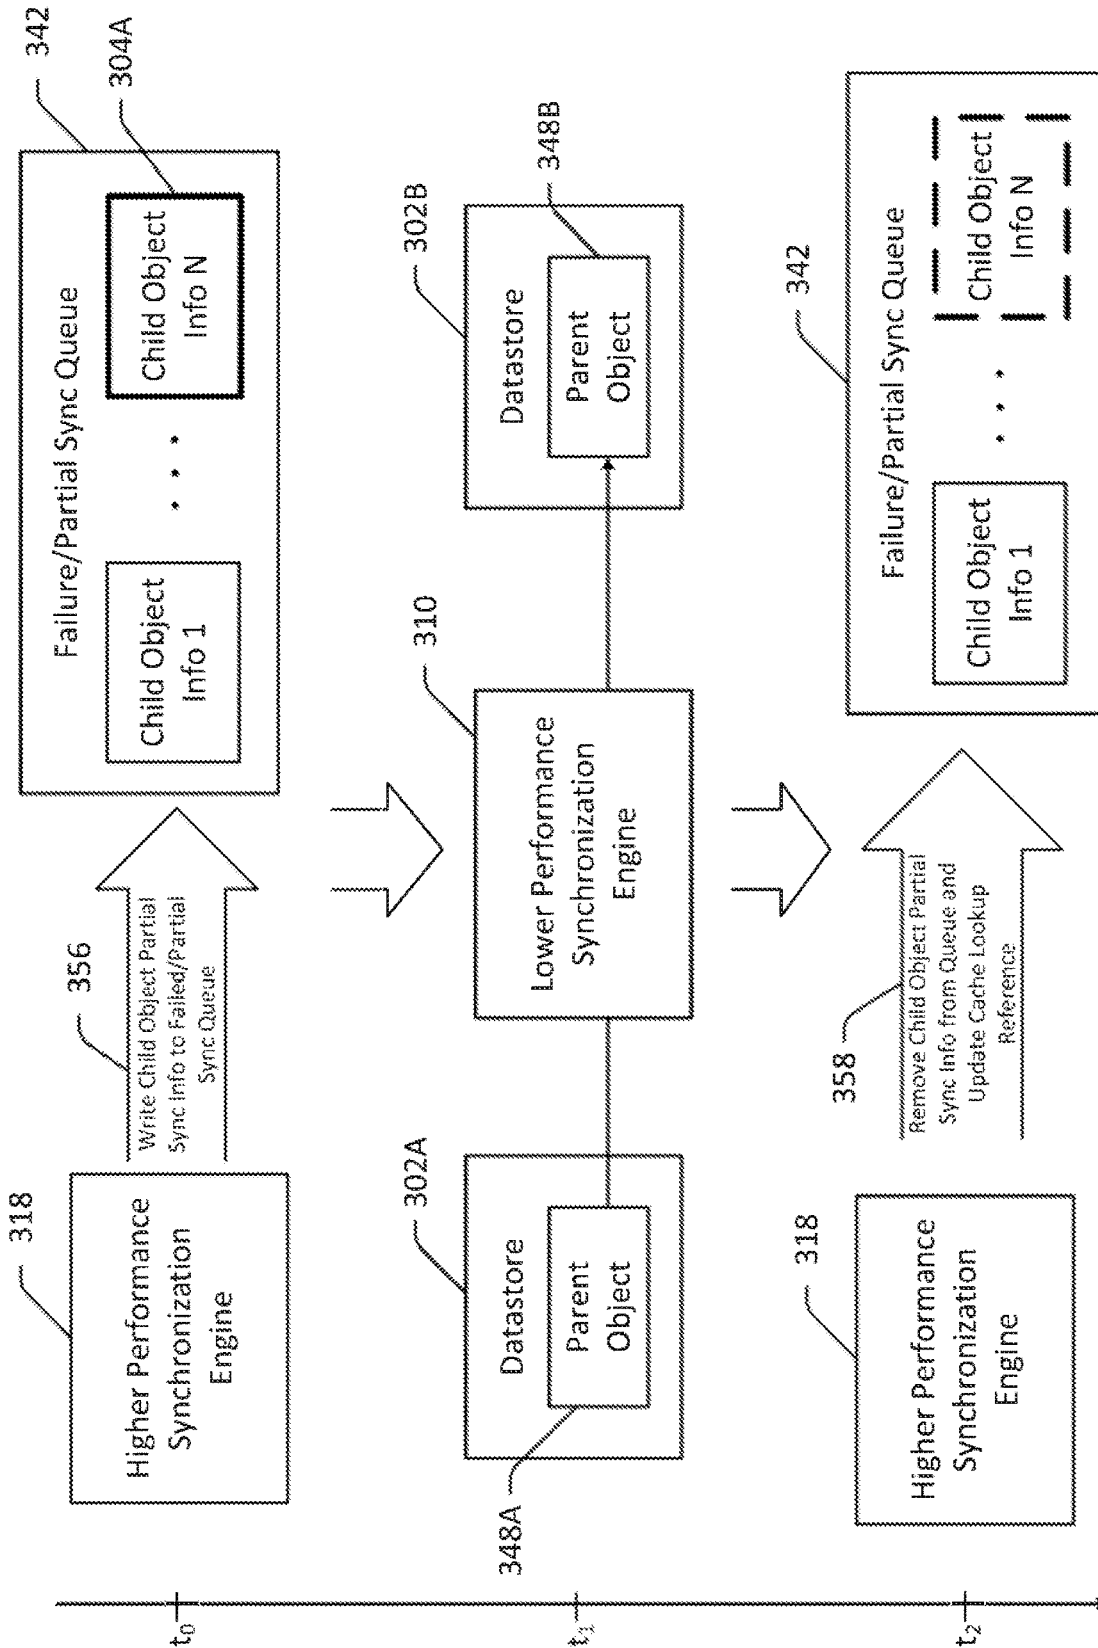 t0
318
Higher Performance
Synchronization
Engine
356
Write Child Object Partial
Sync Info to Failed/Partial
Sync Queue
342
Failure/Partial Sync Queue
Child Object
Info 1
• • •
Child Object
Info N
304A
t1
302A
Datastore
Parent
Object
348A
310
Lower Performance
Synchronization
Engine
302B
Datastore
Parent
Object
348B
t2
318
Higher Performance
Synchronization
Engine
358
Remove Child Object Partial
Sync Info from Queue and
Update Cache Lookup
Reference
342
Failure/Partial Sync Queue
Child Object
Info 1
• • •
Child Object
Info N